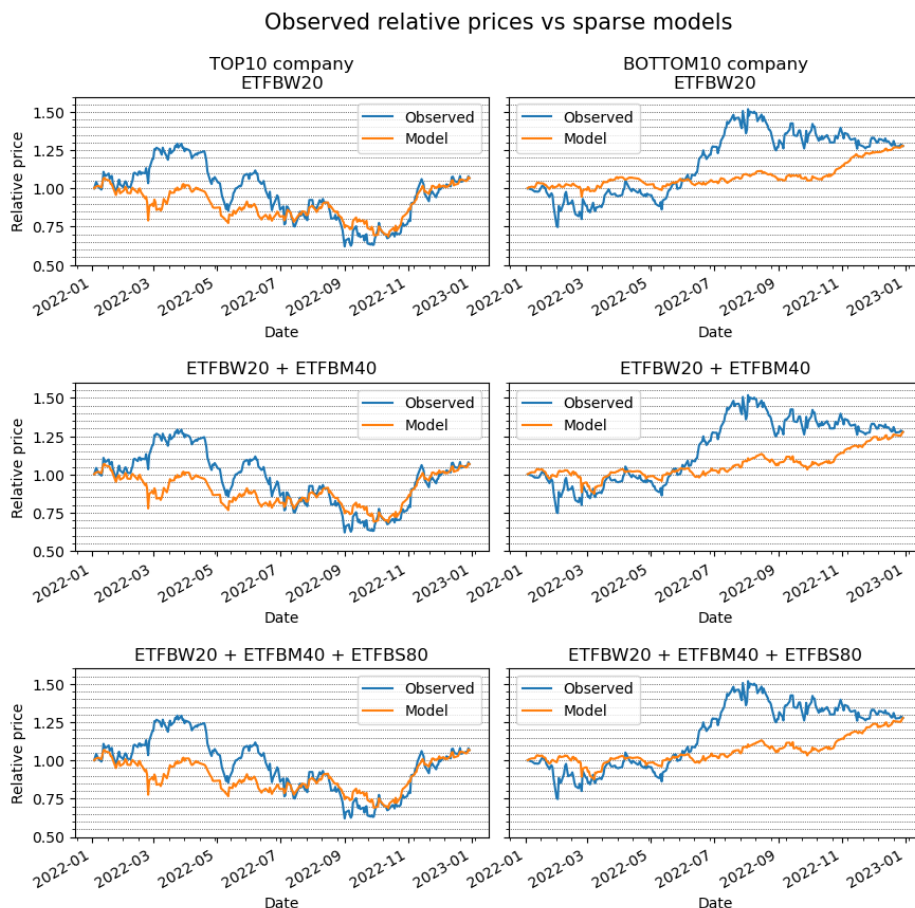 Observed relative prices vs sparse models
TOP10 company
ETFBW20
BOTTOM10 company
ETFBW20
Relative price
1.50
1.25
1.00
0.75
0.50
Observed
Model
Observed
Model
2022-01
2022-03
2022-05
2022-07
2022-09
2022-11
2023-01
Date
2022-01
2022-03
2022-05
2022-07
2022-09
2022-11
2023-01
Date
ETFBW20 + ETFBM40
ETFBW20 + ETFBM40
Relative price
1.50
1.25
1.00
0.75
0.50
Observed
Model
Observed
Model
2022-01
2022-03
2022-05
2022-07
2022-09
2022-11
2023-01
Date
2022-01
2022-03
2022-05
2022-07
2022-09
2022-11
2023-01
Date
ETFBW20 + ETFBM40 + ETFBS80
ETFBW20 + ETFBM40 + ETFBS80
Relative price
1.50
1.25
1.00
0.75
0.50
Observed
Model
Observed
Model
2022-01
2022-03
2022-05
2022-07
2022-09
2022-11
2023-01
Date
2022-01
2022-03
2022-05
2022-07
2022-09
2022-11
2023-01
Date